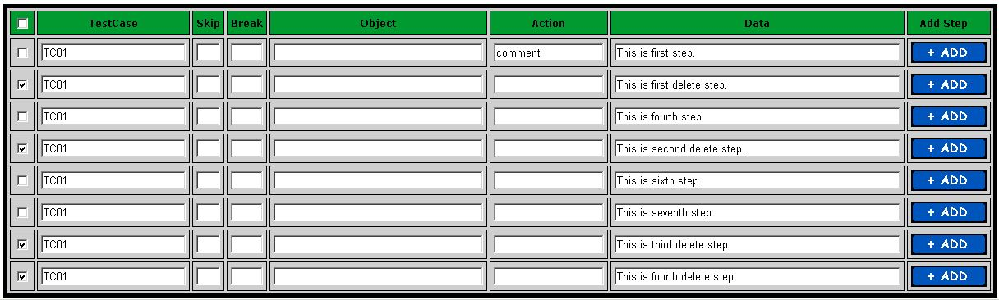 TestCase Skip Break Object Action Data Add Step
TC01 comment This is first step. + ADD
TC01 This is first delete step. + ADD
TC01 This is fourth step. + ADD
TC01 This is second delete step. + ADD
TC01 This is sixth step. + ADD
TC01 This is seventh step. + ADD
TC01 This is third delete step. + ADD
TC01 This is fourth delete step. + ADD